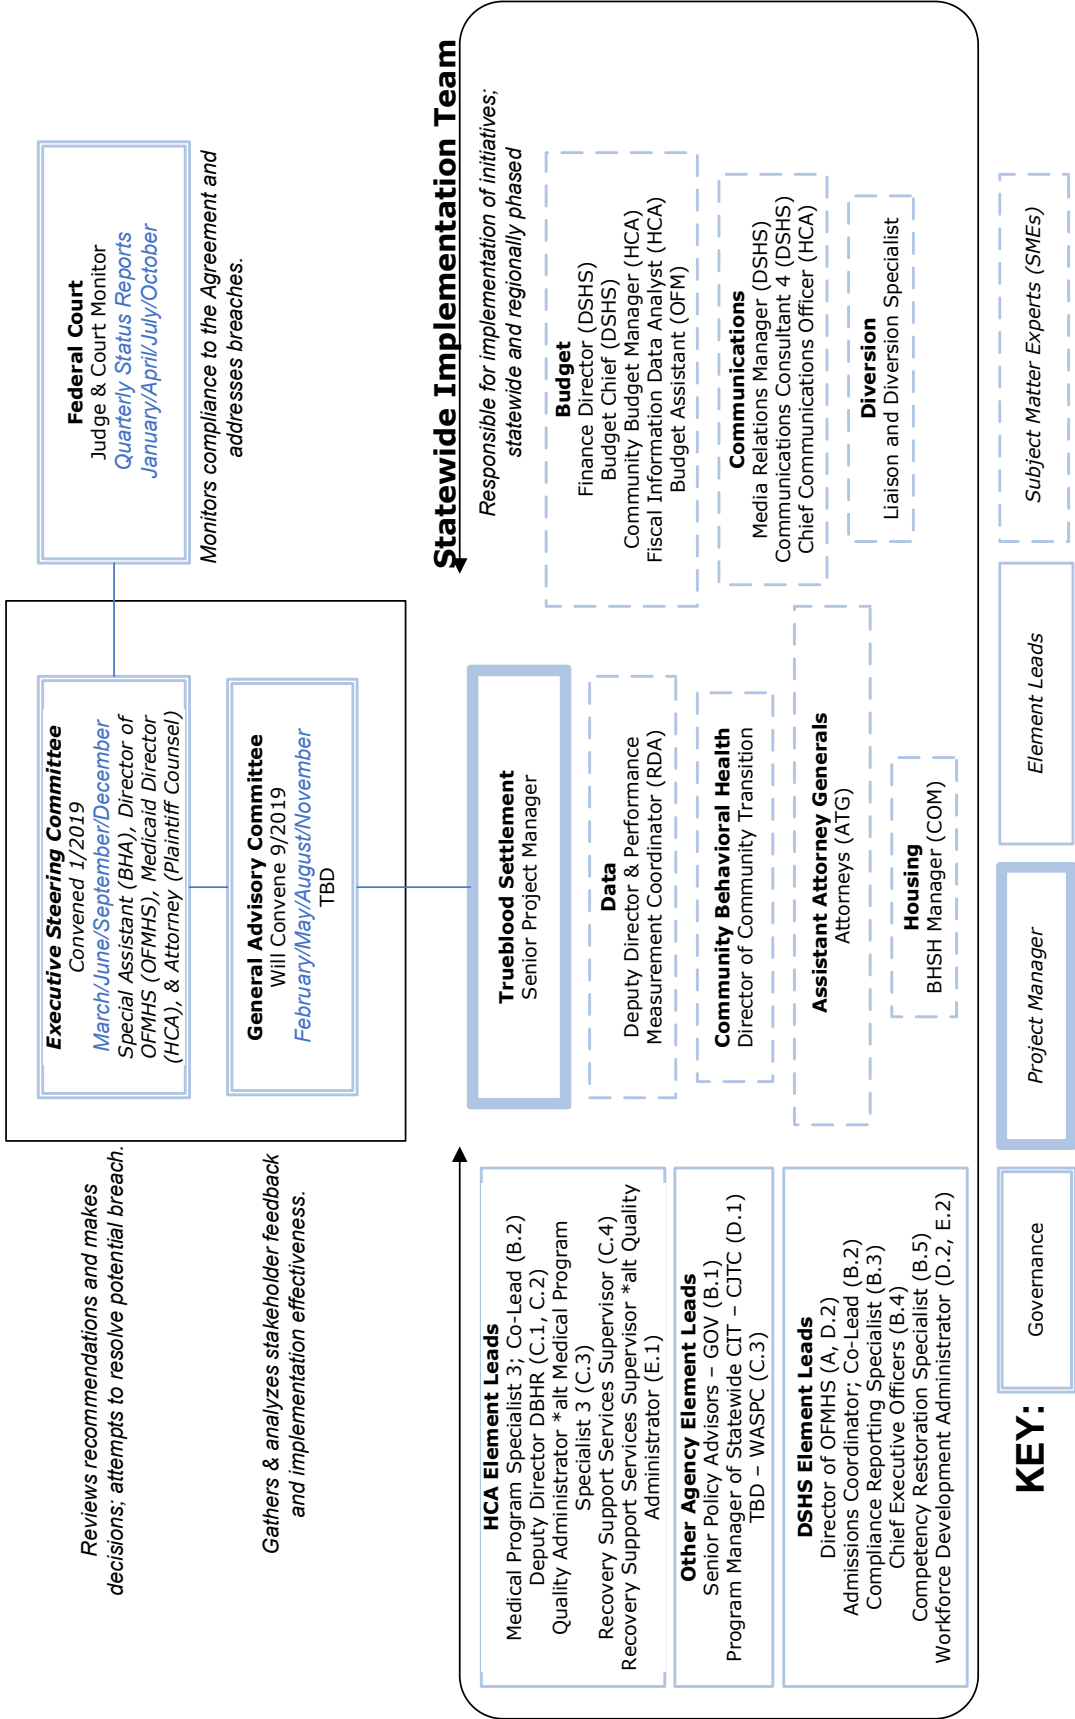 Reviews recommendations and makes
decisions; attempts to resolve potential breach.
Executive Steering Committee
Convened 1/2019
March/June/September/December
Special Assistant (BHA), Director of
OFMHS (OFMHS), Medicaid Director
(HCA), & Attorney (Plaintiff Counsel)
Federal Court
Judge & Court Monitor
Quarterly Status Reports
January/April/July/October
Monitors compliance to the Agreement and
addresses breaches.
Gathers & analyzes stakeholder feedback
and implementation effectiveness.
General Advisory Committee
Will Convene 9/2019
February/May/August/November
TBD
Statewide Implementation Team
Responsible for implementation of initiatives;
statewide and regionally phased
HCA Element Leads
Medical Program Specialist 3; Co-Lead (B.2)
Deputy Director DBHR (C.1, C.2)
Quality Administrator *alt Medical Program
Specialist 3 (C.3)
Recovery Support Services Supervisor (C.4)
Recovery Support Services Supervisor *alt Quality
Administrator (E.1)
Other Agency Element Leads
Senior Policy Advisors – GOV (B.1)
Program Manager of Statewide CIT – CJTC (D.1)
TBD – WASPC (C.3)
DSHS Element Leads
Director of OFMHS (A, D.2)
Admissions Coordinator; Co-Lead (B.2)
Compliance Reporting Specialist (B.3)
Chief Executive Officers (B.4)
Competency Restoration Specialist (B.5)
Workforce Development Administrator (D.2, E.2)
Trueblood Settlement
Senior Project Manager
Data
Deputy Director & Performance
Measurement Coordinator (RDA)
Community Behavioral Health
Director of Community Transition
Assistant Attorney Generals
Attorneys (ATG)
Housing
BHSH Manager (COM)
Budget
Finance Director (DSHS)
Budget Chief (DSHS)
Community Budget Manager (HCA)
Fiscal Information Data Analyst (HCA)
Budget Assistant (OFM)
Communications
Media Relations Manager (DSHS)
Communications Consultant 4 (DSHS)
Chief Communications Officer (HCA)
Diversion
Liaison and Diversion Specialist
KEY:
Governance
Project Manager
Element Leads
Subject Matter Experts (SMEs)